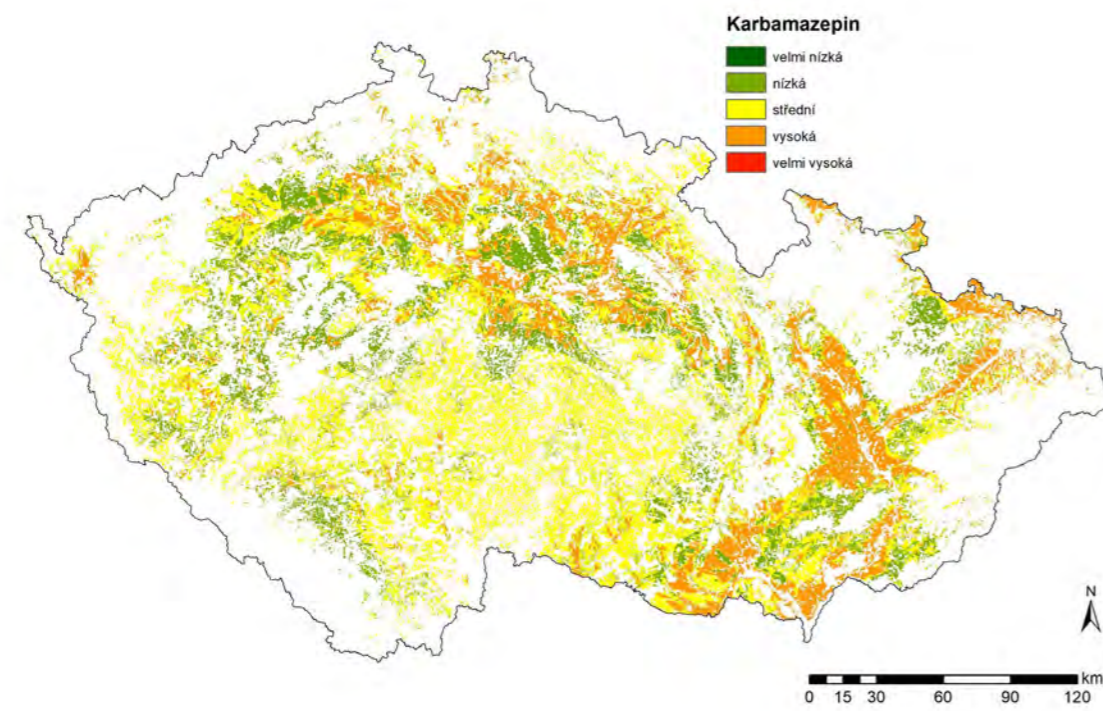 Karbamazepin
velmi nízká
nízká
střední
vysoká
velmi vysoká
N
km
0 15 30 60 90 120